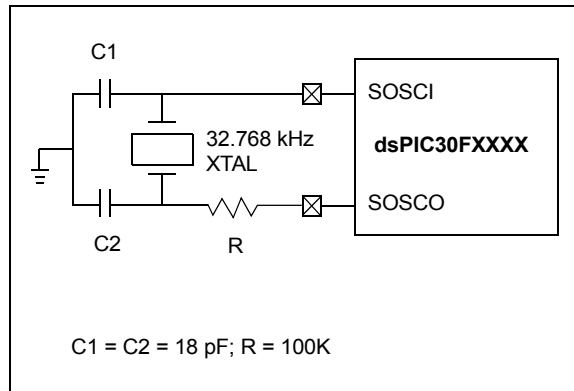 C1
SOSCI
32.768 kHz
XTAL
dsPIC30FXXXX
SOSCO
C2
R
C1 = C2 = 18 pF; R = 100K